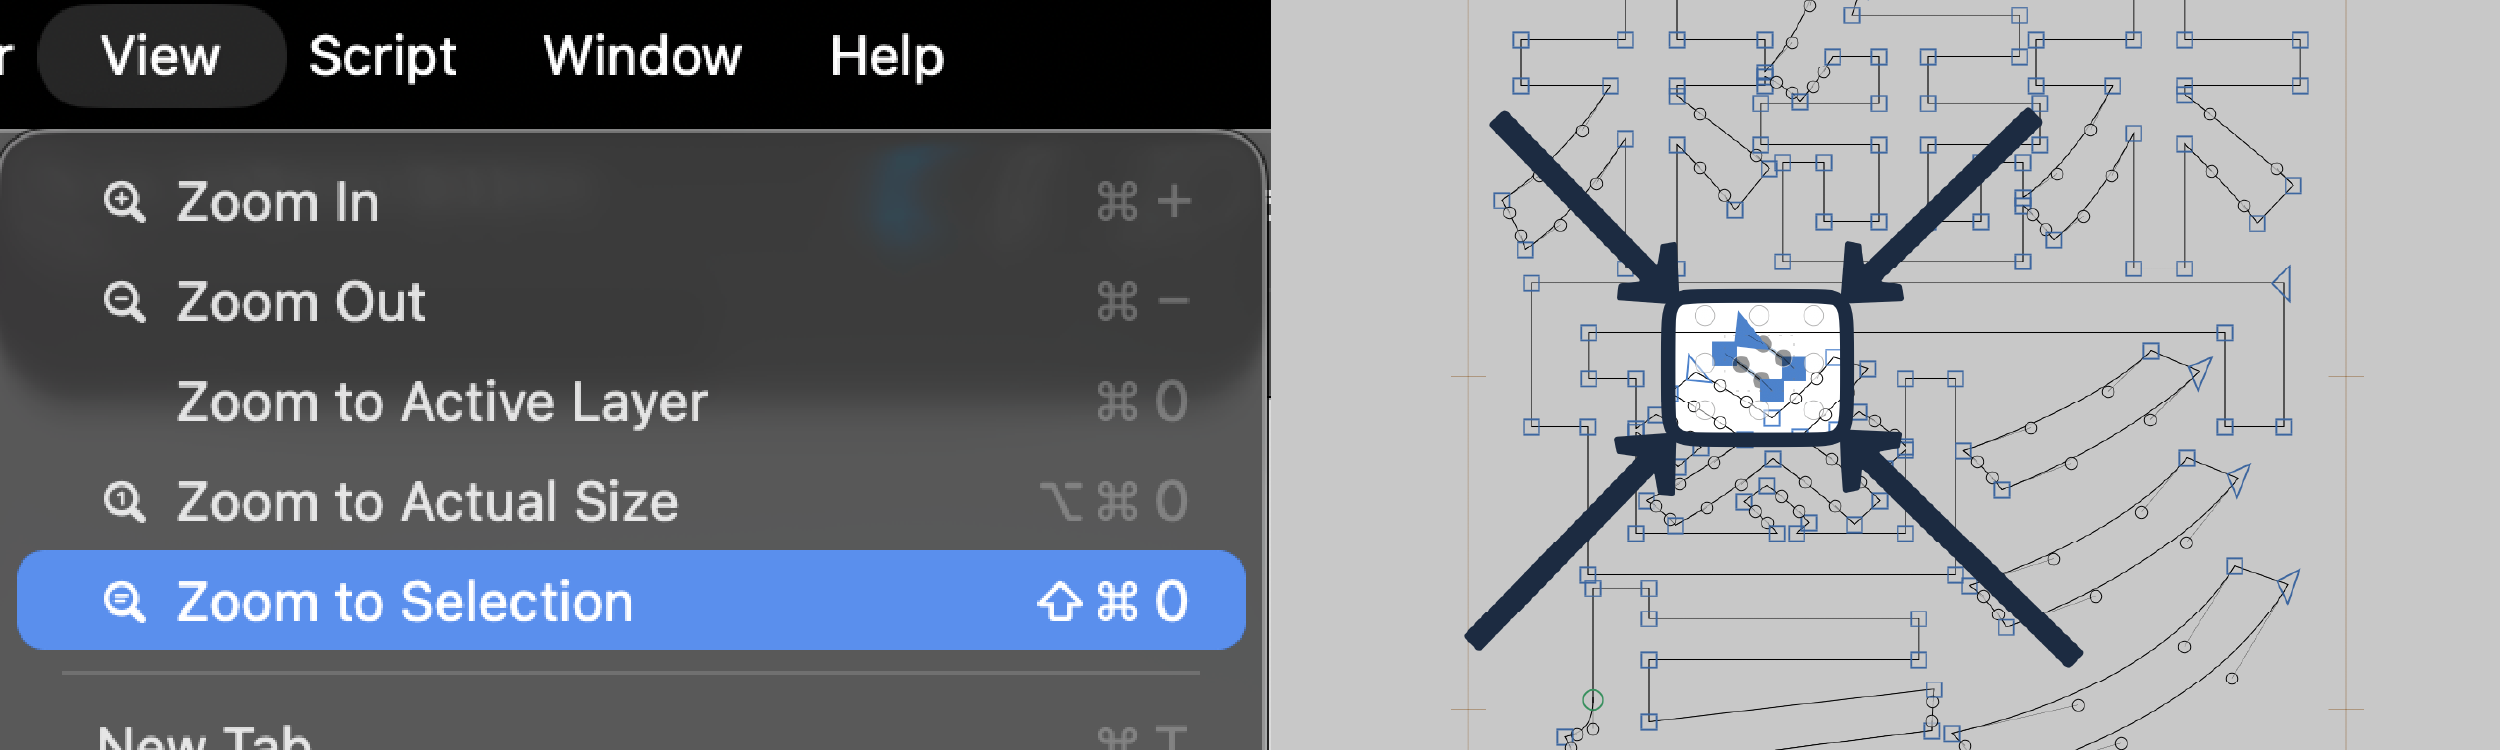 View Script Window Help
Zoom In ⌘ +
Zoom Out ⌘ −
Zoom to Active Layer ⌘ 0
Zoom to Actual Size ⌥ ⌘ 0
Zoom to Selection ⇧ ⌘ 0
New Tab ⌘ T